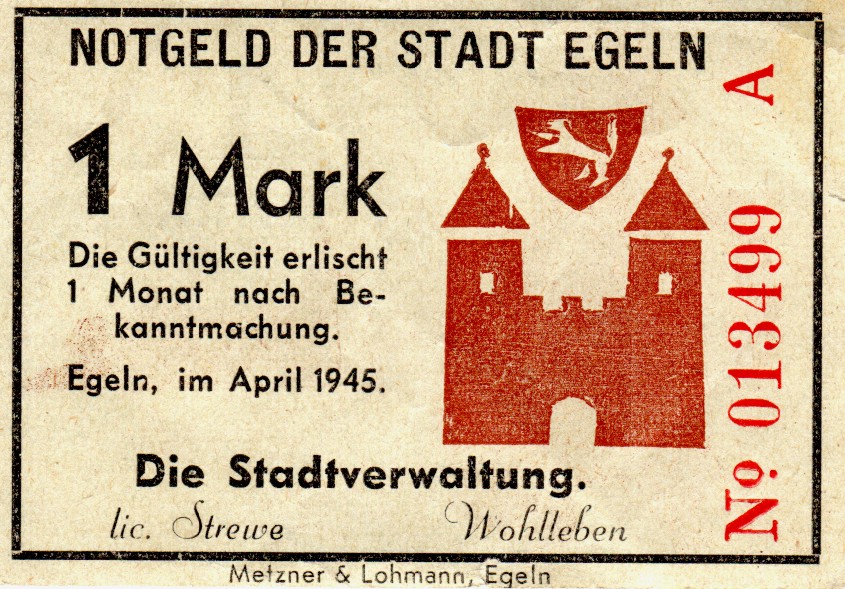 NOTGELD DER STADT EGELN
1 Mark
Die Gültigkeit erlischt
1 Monat nach Be-
kanntmachung.
Egeln, im April 1945.
Die Stadtverwaltung.
lic. Strewe Wohlleben
Metzner & Lohmann, Egeln
No. 013499 A